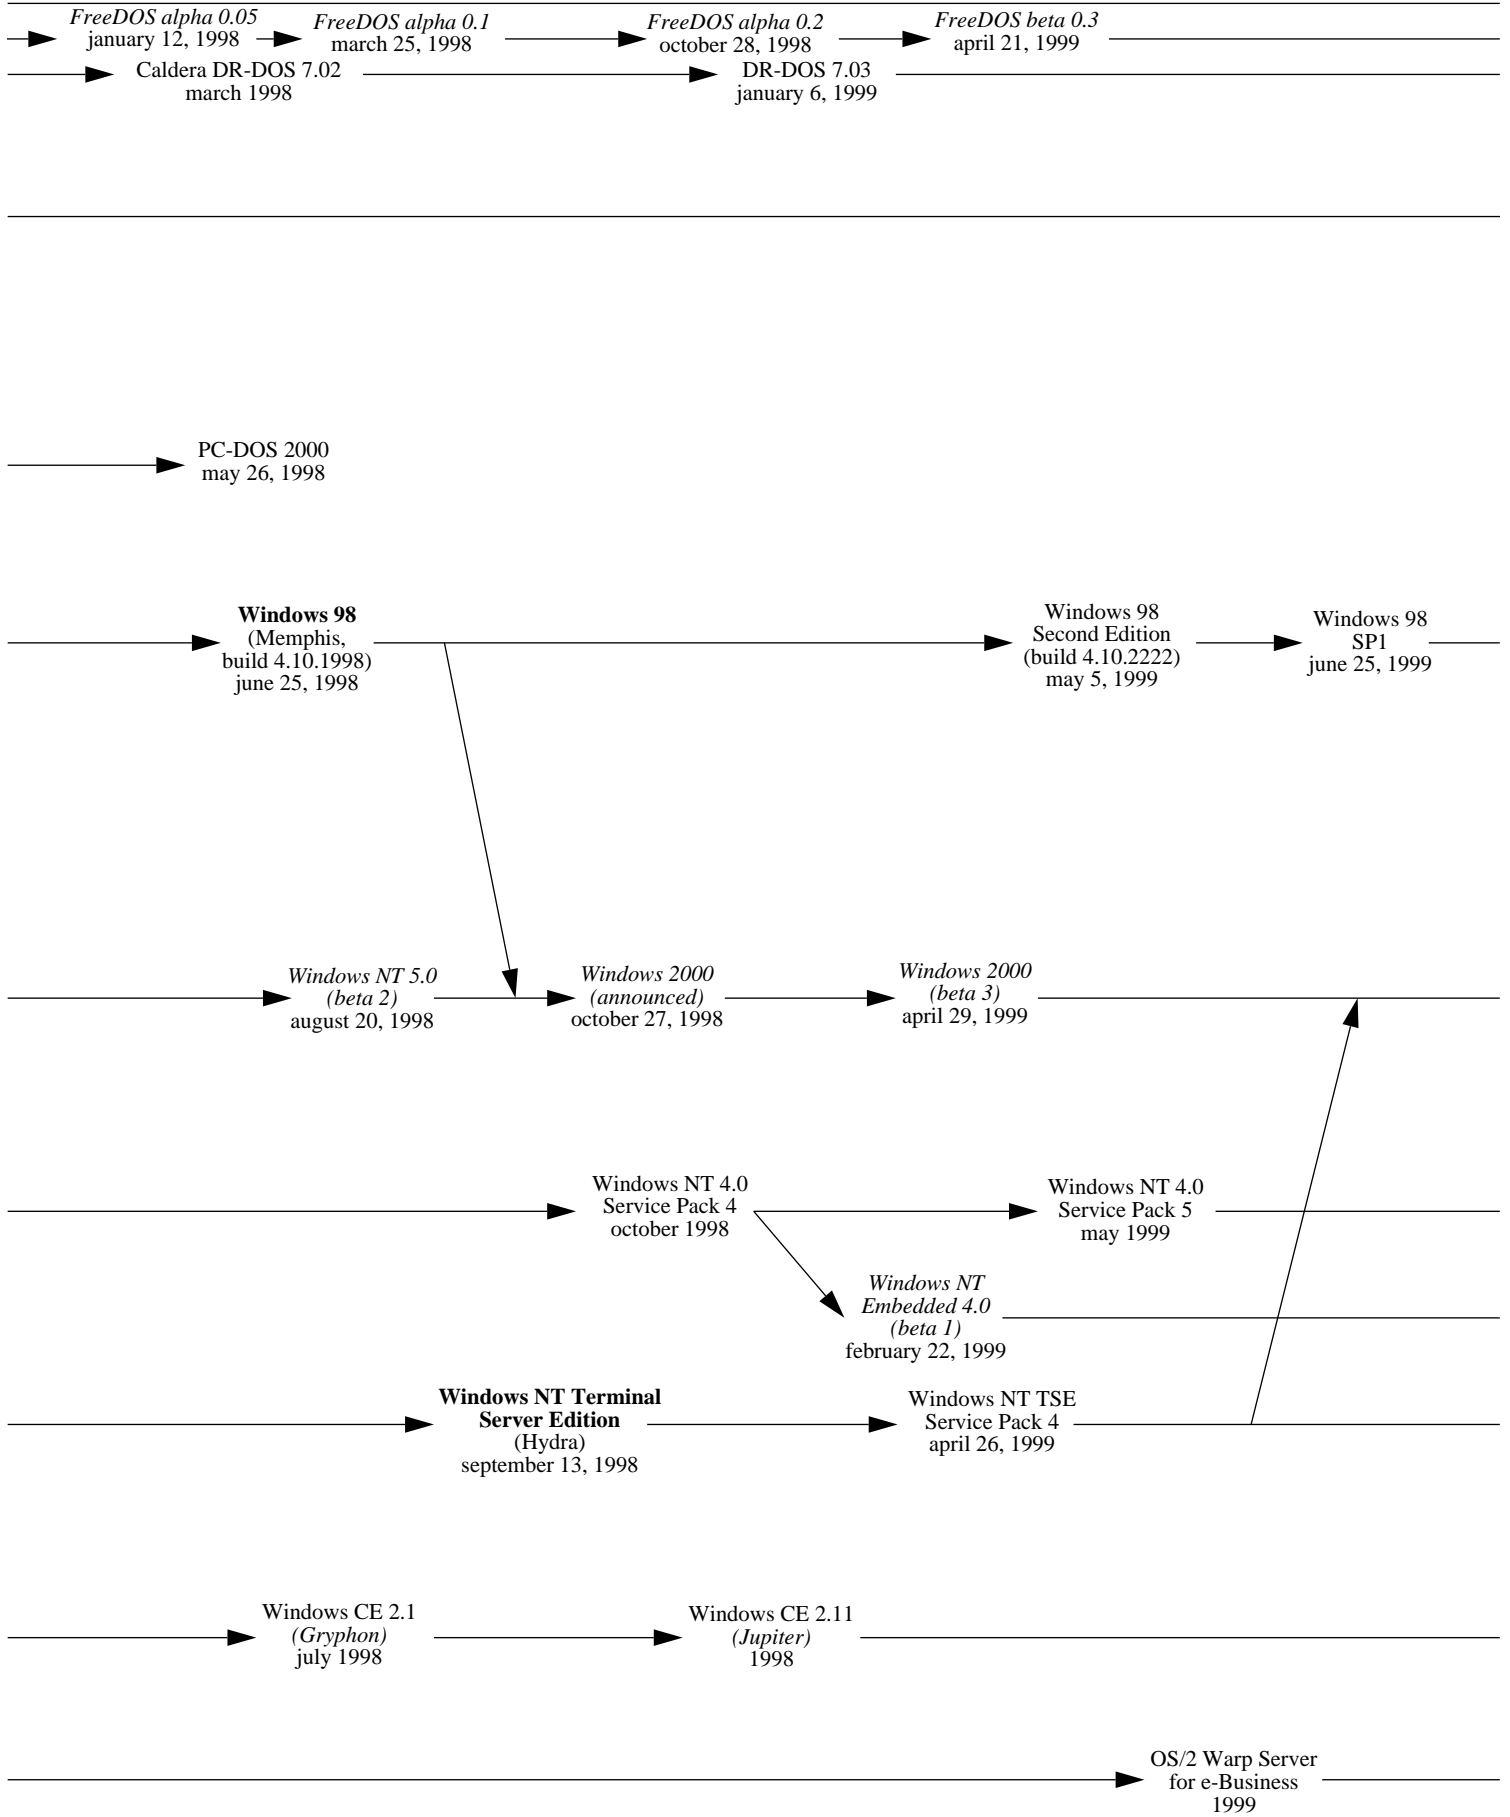 FreeDOS alpha 0.05
january 12, 1998
FreeDOS alpha 0.1
march 25, 1998
FreeDOS alpha 0.2
october 28, 1998
FreeDOS beta 0.3
april 21, 1999
Caldera DR-DOS 7.02
march 1998
DR-DOS 7.03
january 6, 1999
PC-DOS 2000
may 26, 1998
Windows 98
(Memphis,
build 4.10.1998)
june 25, 1998
Windows 98
Second Edition
(build 4.10.2222)
may 5, 1999
Windows 98
SP1
june 25, 1999
Windows NT 5.0
(beta 2)
august 20, 1998
Windows 2000
(announced)
october 27, 1998
Windows 2000
(beta 3)
april 29, 1999
Windows NT 4.0
Service Pack 4
october 1998
Windows NT 4.0
Service Pack 5
may 1999
Windows NT
Embedded 4.0
(beta 1)
february 22, 1999
Windows NT Terminal
Server Edition
(Hydra)
september 13, 1998
Windows NT TSE
Service Pack 4
april 26, 1999
Windows CE 2.1
(Gryphon)
july 1998
Windows CE 2.11
(Jupiter)
1998
OS/2 Warp Server
for e-Business
1999